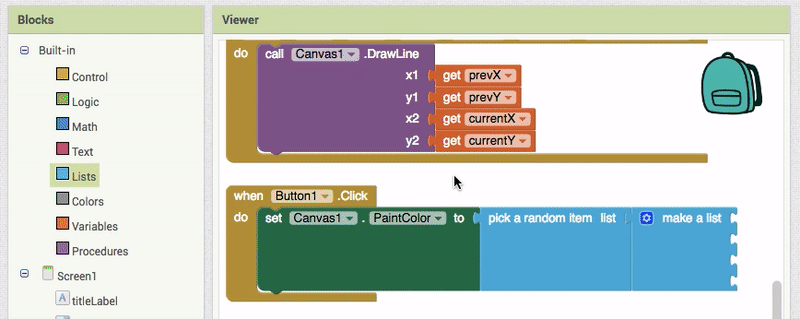 Blocks
Viewer
Built-in
Control
Logic
Math
Text
Lists
Colors
Variables
Procedures
Screen1
titleLabel
do call Canvas1 .DrawLine
x1 get prevX
y1 get prevY
x2 get currentX
y2 get currentY
when Button1 .Click
do set Canvas1 . PaintColor to pick a random item list make a list